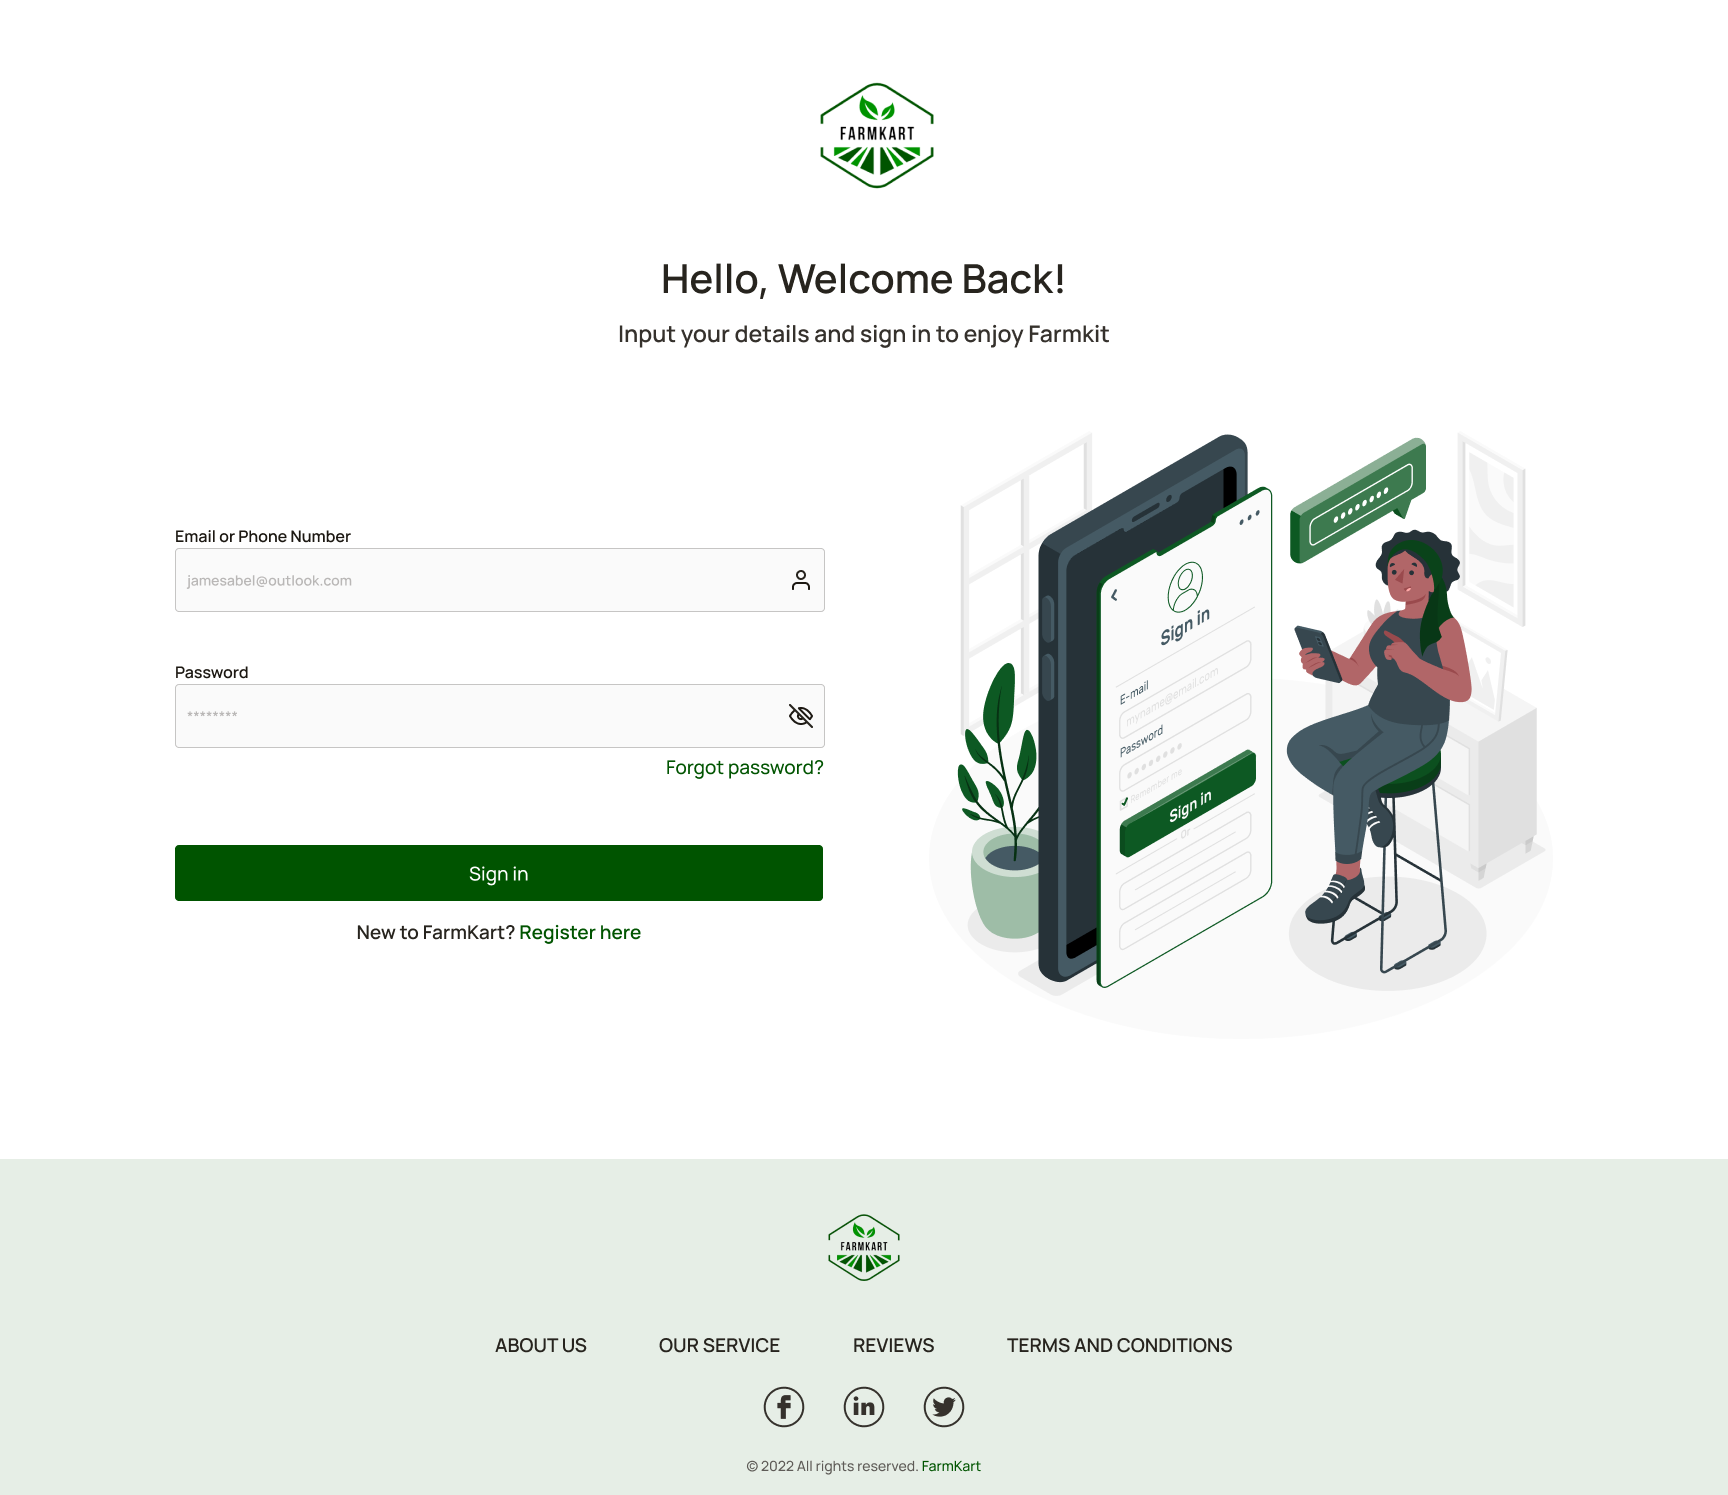 FARMKART
Hello, Welcome Back!
Input your details and sign in to enjoy Farmkit
Email or Phone Number
jamesabel@outlook.com
Password
********
Forgot password?
Sign in
New to FarmKart? Register here
Sign in
E-mail
myname@email.com
Password
Remember me
Sign in
Or
FARMKART
ABOUT US
OUR SERVICE
REVIEWS
TERMS AND CONDITIONS
f
in
© 2022 All rights reserved. FarmKart